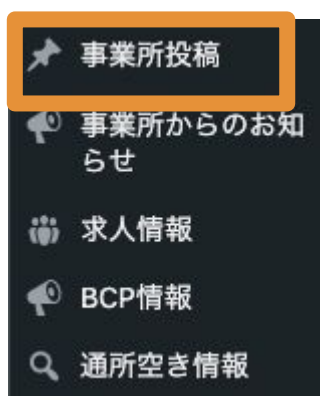 事業所投稿
事業所からのお知
らせ
求人情報
BCP情報
通所空き情報